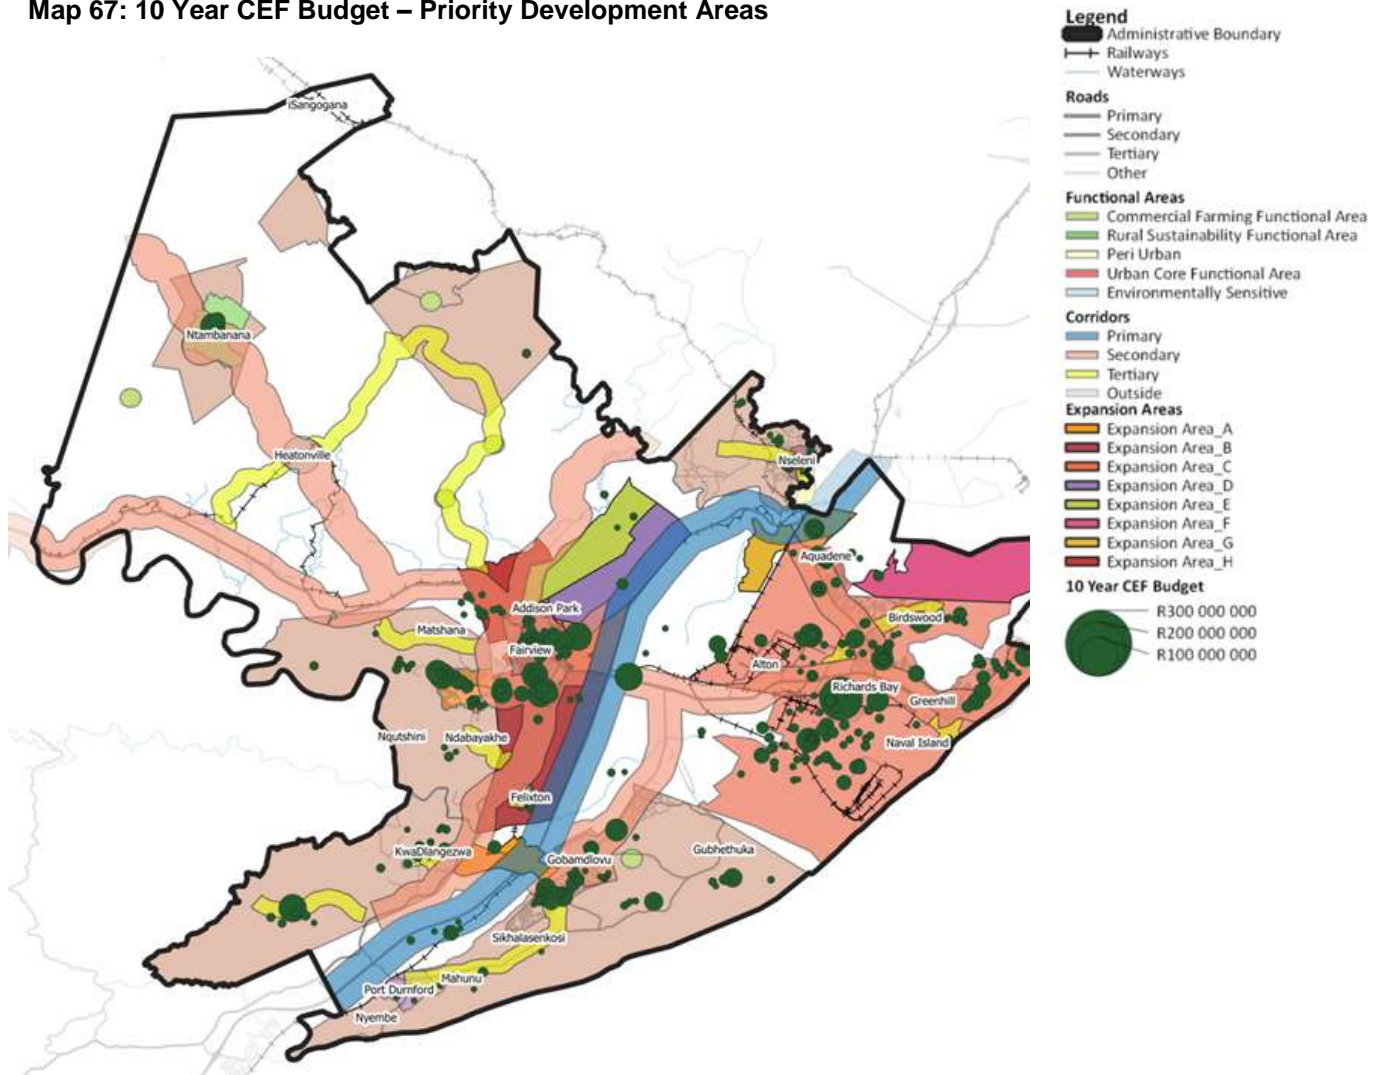 Map 67: 10 Year CEF Budget – Priority Development Areas
Legend
Administrative Boundary
Railways
Waterways
Roads
Primary
Secondary
Tertiary
Other
Functional Areas
Commercial Farming Functional Area
Rural Sustainability Functional Area
Peri Urban
Urban Core Functional Area
Environmentally Sensitive
Corridors
Primary
Secondary
Tertiary
Outside
Expansion Areas
Expansion Area_A
Expansion Area_B
Expansion Area_C
Expansion Area_D
Expansion Area_E
Expansion Area_F
Expansion Area_G
Expansion Area_H
10 Year CEF Budget
R300 000 000
R200 000 000
R100 000 000
iSangogana
Ntambanana
Heatonville
Nseleni
Aquadene
Addison Park
Birdswood
Matshana
Fairview
Alton
Richards Bay
Greenhill
Nqutshini
Ndabayakhe
Naval Island
Felixton
KwaDlangezwa
Gobamdlovu
Gubhethuka
Sikhalasenkosi
Mahunu
Port Durnford
Nyembe